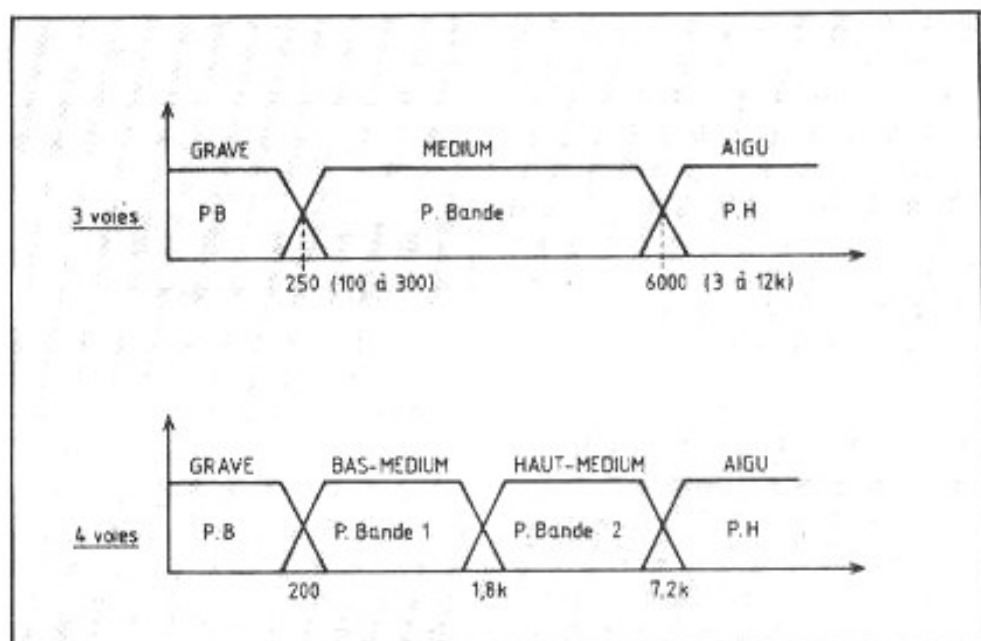 GRAVE MEDIUM AIGU
3 voies PB P. Bande P.H
250 (100 à 300) 6000 (3 à 12k)
GRAVE BAS-MEDIUM HAUT-MEDIUM AIGU
4 voies P.B P. Bande 1 P. Bande 2 P.H
200 1,8k 7,2k